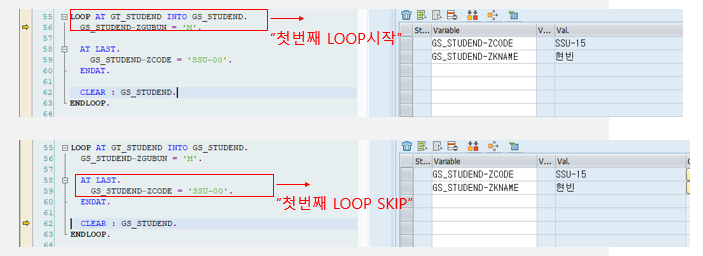 St... Variable V... Val.
55 LOOP AT GT_STUDEND INTO GS_STUDEND.
GS_STUDEND-ZCODE SSU-15
56 GS_STUDEND-ZGUBUN = 'M'.
"첫번째 LOOP시작"
GS_STUDEND-ZKNAME 현빈
57
58 AT LAST.
59 GS_STUDEND-ZCODE = 'SSU-00'.
60 ENDAT.
61
62 CLEAR : GS_STUDEND.
63 ENDLOOP.
64
St... Variable V... Val.
55 LOOP AT GT_STUDEND INTO GS_STUDEND.
GS_STUDEND-ZCODE SSU-15
56 GS_STUDEND-ZGUBUN = 'M'.
GS_STUDEND-ZKNAME 현빈
57
58 AT LAST.
59 GS_STUDEND-ZCODE = 'SSU-00'.
"첫번째 LOOP SKIP"
60 ENDAT.
61
62 CLEAR : GS_STUDEND.
63 ENDLOOP.
64